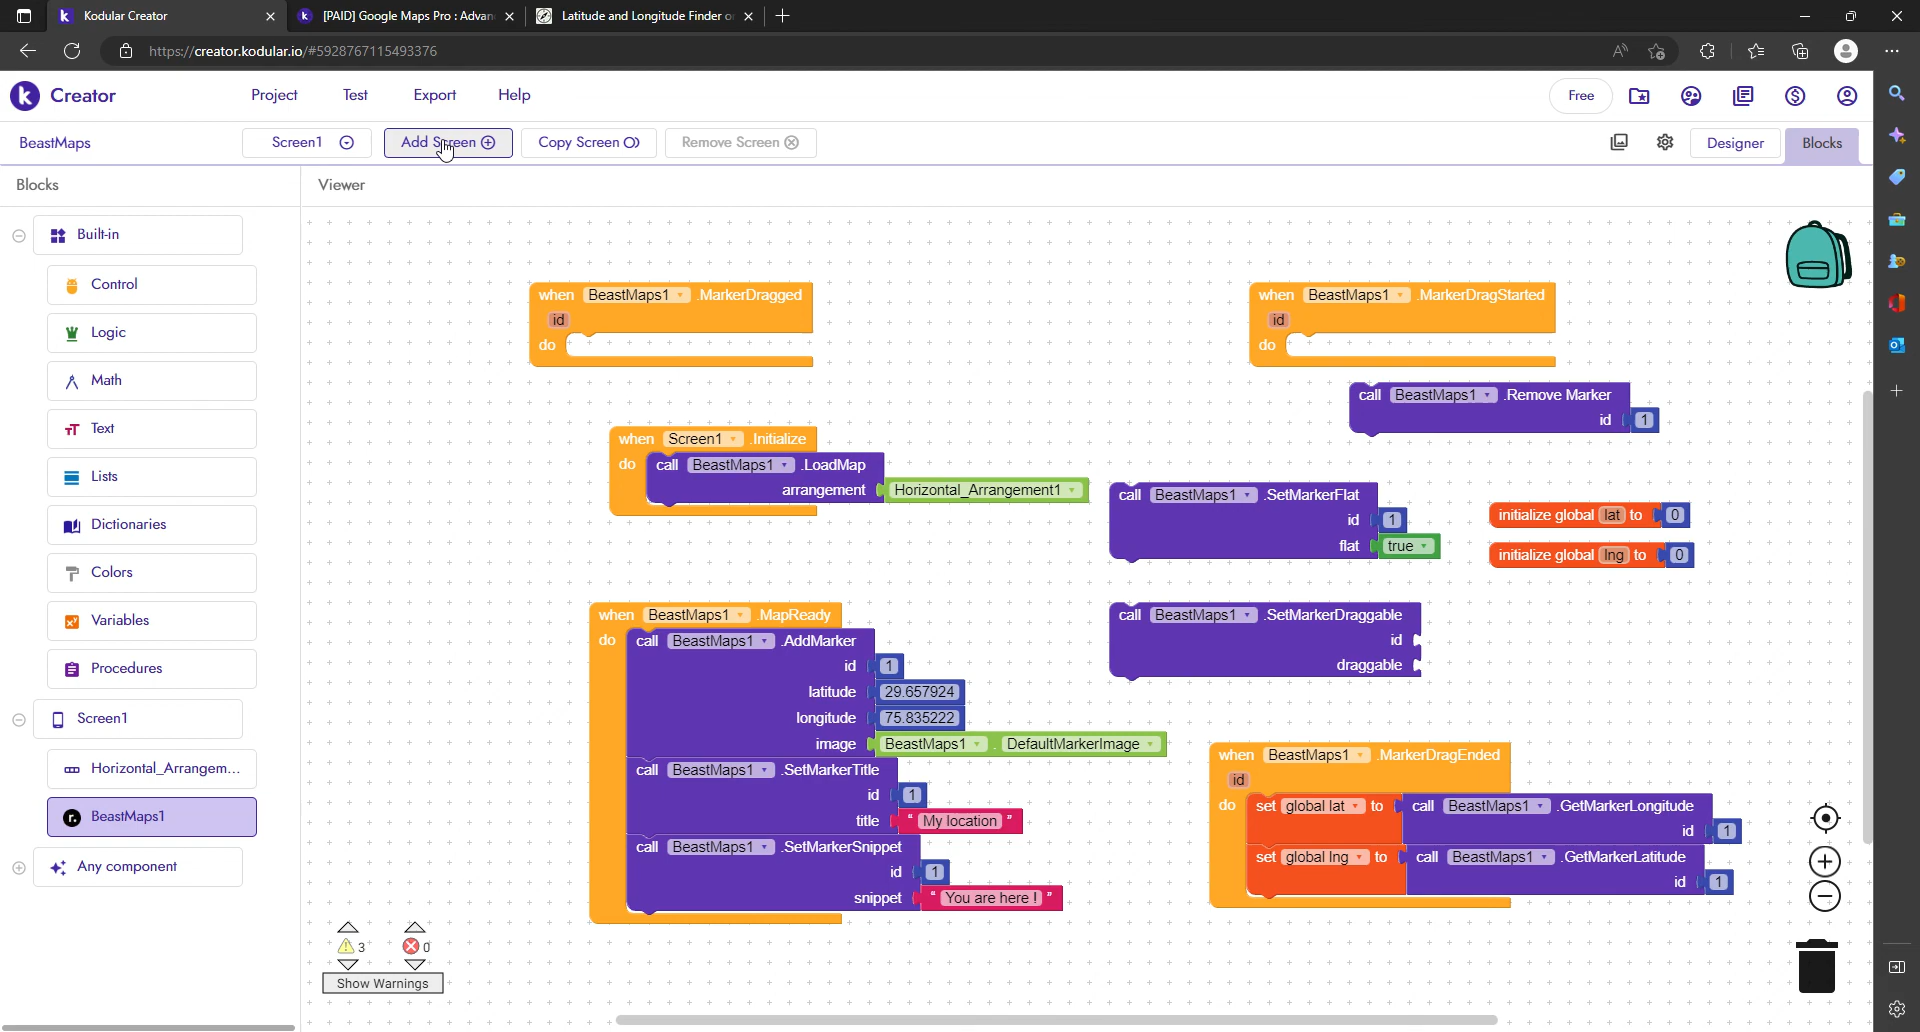 Kodular Creator
[PAID] Google Maps Pro : Advan
Latitude and Longitude Finder o
https://creator.kodular.io/#5928767115493376
Creator
Project
Test
Export
Help
Free
BeastMaps
Screen1
Add Screen
Copy Screen
Remove Screen
Designer
Blocks
Blocks
Viewer
Built-in
Control
Logic
Math
Text
Lists
Dictionaries
Colors
Variables
Procedures
Screen1
Horizontal_Arrangem...
BeastMaps1
Any component
when BeastMaps1 .MarkerDragged
id
do
when BeastMaps1 .MarkerDragStarted
id
do
call BeastMaps1 .Remove Marker
id 1
when Screen1 .Initialize
do call BeastMaps1 .LoadMap
arrangement Horizontal_Arrangement1
call BeastMaps1 .SetMarkerFlat
id 1
flat true
initialize global lat to 0
initialize global lng to 0
when BeastMaps1 .MapReady
do call BeastMaps1 .AddMarker
id 1
latitude 29.657924
longitude 75.835222
image BeastMaps1 . DefaultMarkerImage
call BeastMaps1 .SetMarkerTitle
id 1
title " My location "
call BeastMaps1 .SetMarkerSnippet
id 1
snippet " You are here ! "
call BeastMaps1 .SetMarkerDraggable
id
draggable
when BeastMaps1 .MarkerDragEnded
id
do set global lat to call BeastMaps1 .GetMarkerLongitude
id 1
set global lng to call BeastMaps1 .GetMarkerLatitude
id 1
3 0
Show Warnings